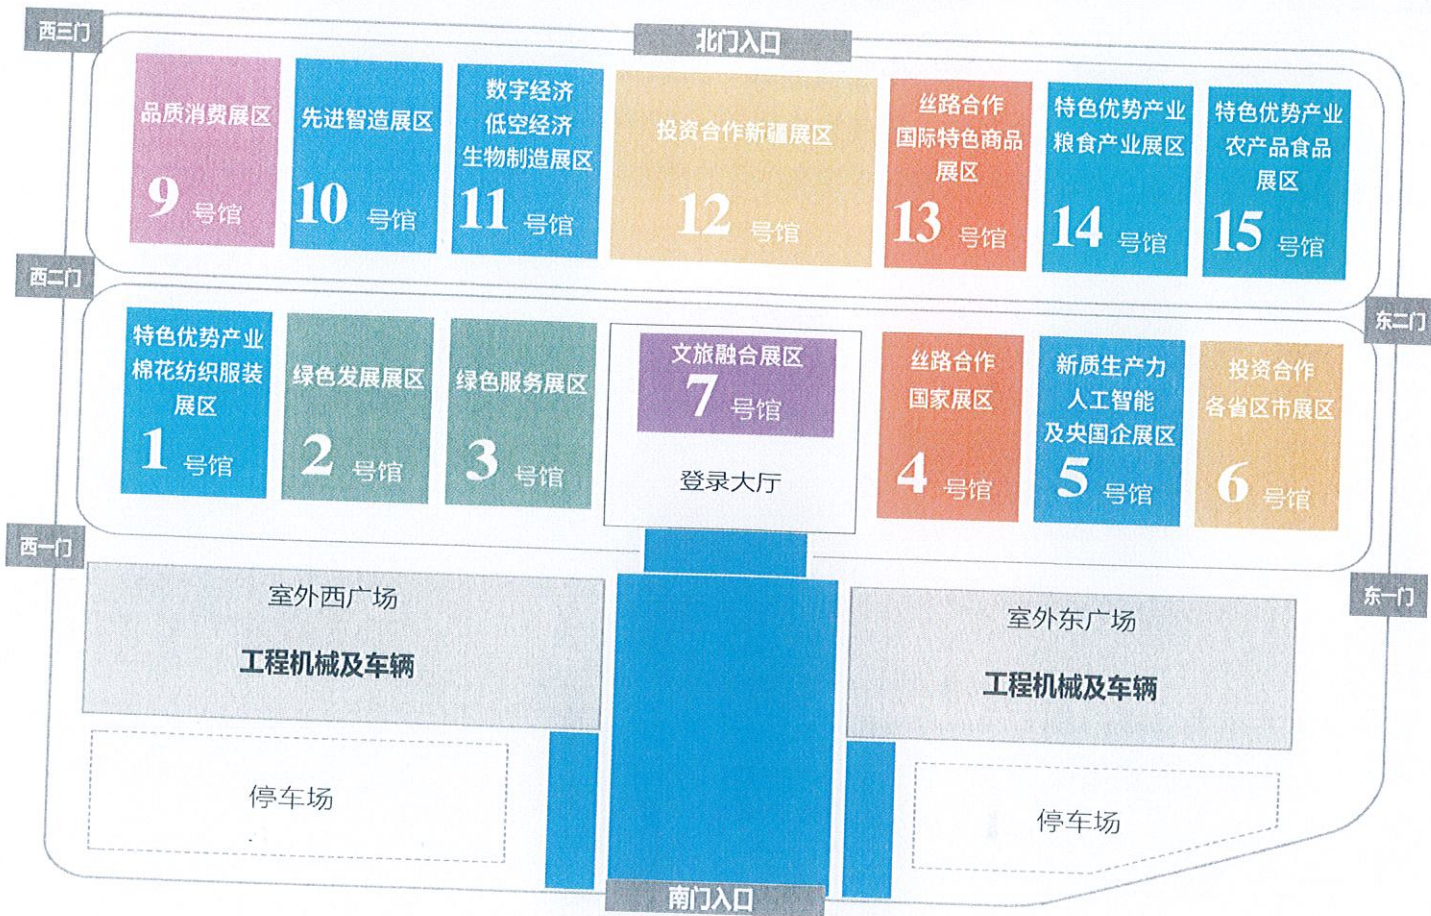 西三门
北门入口
品质消费展区
9 号馆
先进智造展区
10 号馆
数字经济
低空经济
生物制造展区
11 号馆
投资合作新疆展区
12 号馆
丝路合作
国际特色商品
展区
13 号馆
特色优势产业
粮食产业展区
14 号馆
特色优势产业
农产品食品
展区
15 号馆
西二门
东二门
特色优势产业
棉花纺织服装
展区
1 号馆
绿色发展展区
2 号馆
绿色服务展区
3 号馆
文旅融合展区
7 号馆
登录大厅
丝路合作
国家展区
4 号馆
新质生产力
人工智能
及央国企展区
5 号馆
投资合作
各省区市展区
6 号馆
西一门
东一门
室外西广场
工程机械及车辆
室外东广场
工程机械及车辆
停车场
停车场
南门入口